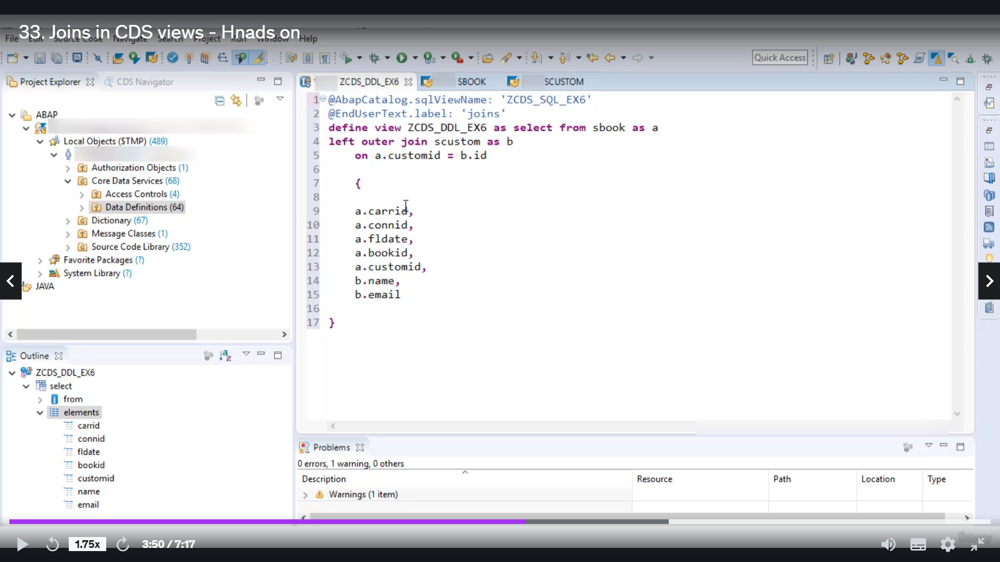 33. Joins in CDS views - Hnads on
File Edit Source Code Navigate Search Project Run Window Help
Quick Access
Project Explorer
CDS Navigator
ABAP
Local Objects ($TMP) (489)
Authorization Objects (1)
Core Data Services (68)
Access Controls (4)
Data Definitions (64)
Dictionary (67)
Message Classes (1)
Source Code Library (352)
Favorite Packages (?)
System Library (?)
JAVA
Outline
ZCDS_DDL_EX6
select
from
elements
carrid
connid
fldate
bookid
customid
name
email
ZCDS_DDL_EX6
SBOOK
SCUSTOM
1 @AbapCatalog.sqlViewName: 'ZCDS_SQL_EX6'
2 @EndUserText.label: 'joins'
3 define view ZCDS_DDL_EX6 as select from sbook as a
4 left outer join scustom as b
5 on a.customid = b.id
6
7 {
8
9 a.carrid,
10 a.connid,
11 a.fldate,
12 a.bookid,
13 a.customid,
14 b.name,
15 b.email
16
17 }
Problems
0 errors, 1 warning, 0 others
Description Resource Path Location Type
Warnings (1 item)
1.75x
3:50 / 7:17
ûdemy